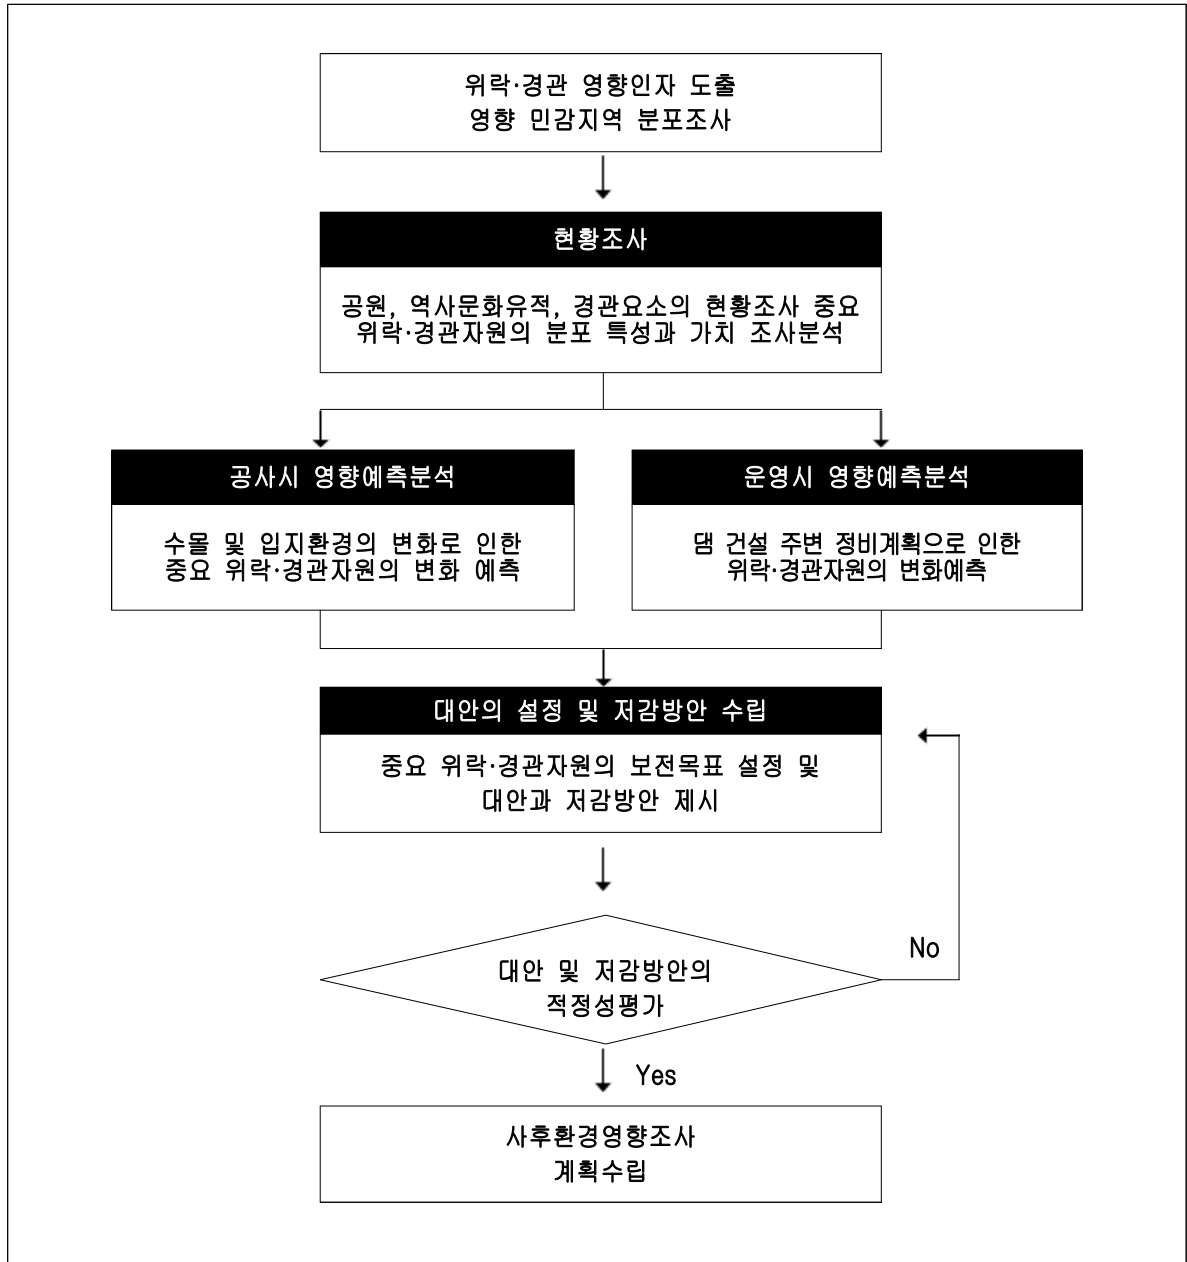 위락·경관 영향인자 도출
영향 민감지역 분포조사
현황조사
공원, 역사문화유적, 경관요소의 현황조사 중요
위락·경관자원의 분포 특성과 가치 조사분석
공사시 영향예측분석
수몰 및 입지환경의 변화로 인한
중요 위락·경관자원의 변화 예측
운영시 영향예측분석
댐 건설 주변 정비계획으로 인한
위락·경관자원의 변화예측
대안의 설정 및 저감방안 수립
중요 위락·경관자원의 보전목표 설정 및
대안과 저감방안 제시
대안 및 저감방안의
적정성평가
No
Yes
사후환경영향조사
계획수립